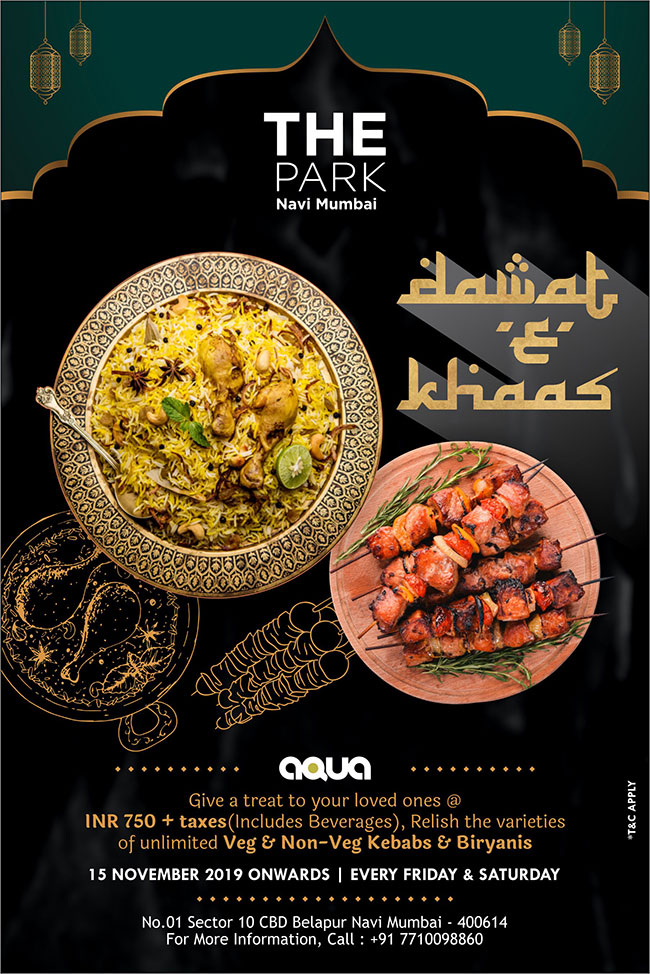 THE
PARK
Navi Mumbai
dawat
-e-
khaas
aqua
Give a treat to your loved ones @
INR 750 + taxes(Includes Beverages), Relish the varieties
of unlimited Veg & Non-Veg Kebabs & Biryanis
15 NOVEMBER 2019 ONWARDS | EVERY FRIDAY & SATURDAY
No.01 Sector 10 CBD Belapur Navi Mumbai - 400614
For More Information, Call : +91 7710098860
*T&C APPLY